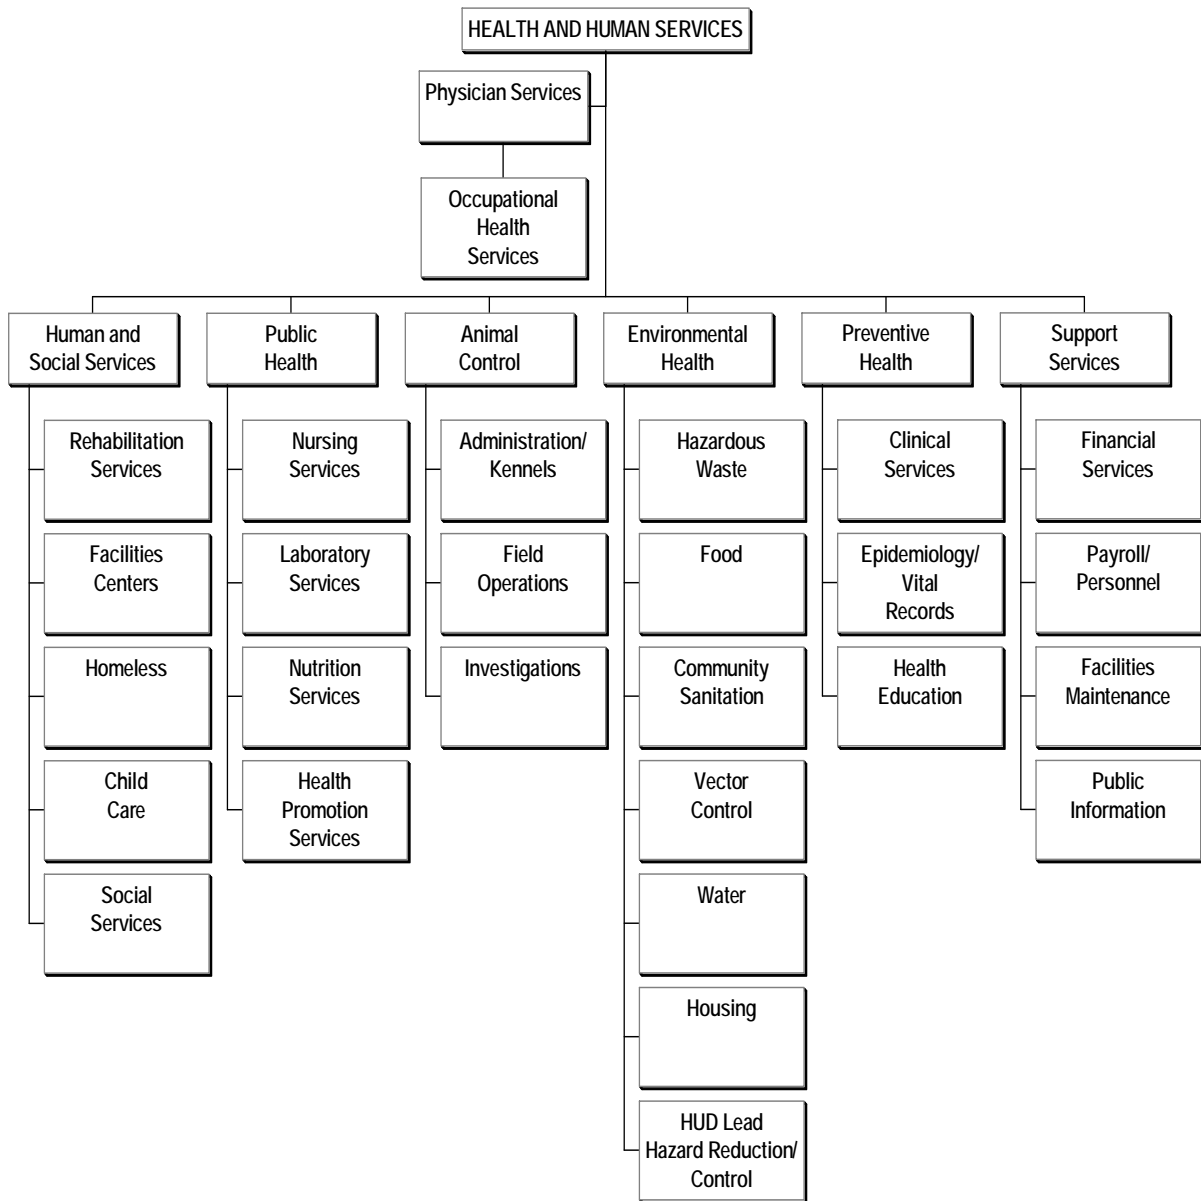 HEALTH AND HUMAN SERVICES
Physician Services
Occupational
Health
Services
Human and
Social Services
Public
Health
Animal
Control
Environmental
Health
Preventive
Health
Support
Services
Rehabilitation
Services
Facilities
Centers
Homeless
Child
Care
Social
Services
Nursing
Services
Laboratory
Services
Nutrition
Services
Health
Promotion
Services
Administration/
Kennels
Field
Operations
Investigations
Hazardous
Waste
Food
Community
Sanitation
Vector
Control
Water
Housing
HUD Lead
Hazard Reduction/
Control
Clinical
Services
Epidemiology/
Vital
Records
Health
Education
Financial
Services
Payroll/
Personnel
Facilities
Maintenance
Public
Information